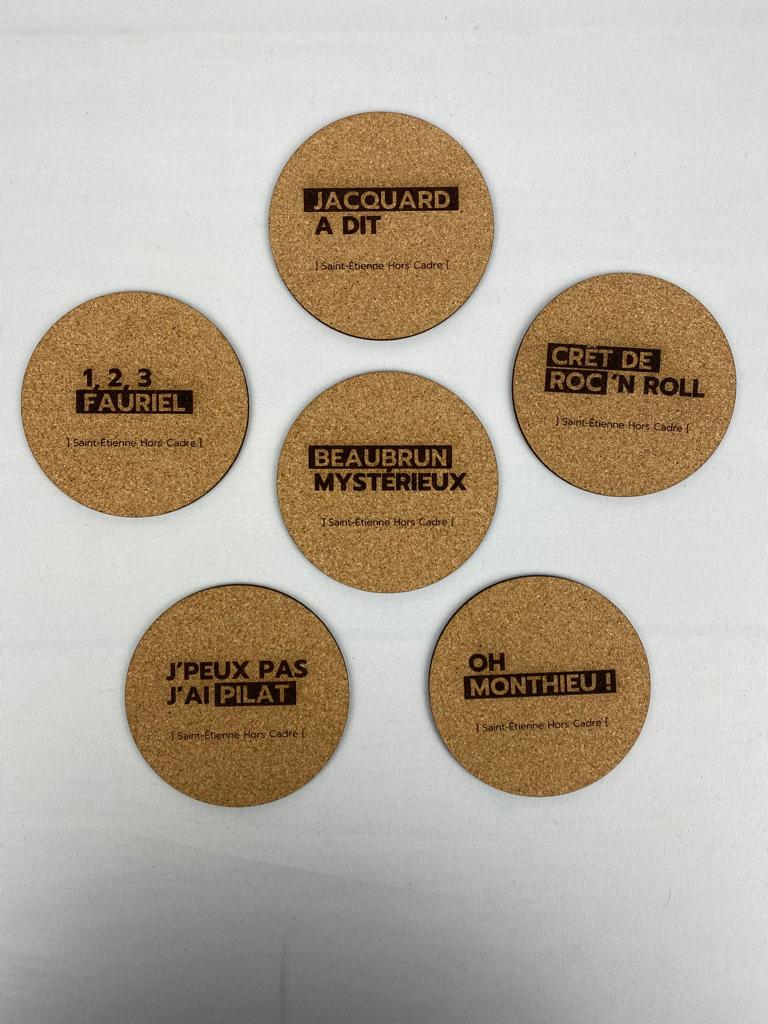 JACQUARD
A DIT
] Saint-Étienne Hors Cadre [
1, 2, 3
FAURIEL
] Saint-Étienne Hors Cadre [
CRÊT DE
ROC 'N ROLL
] Saint-Étienne Hors Cadre [
BEAUBRUN
MYSTÉRIEUX
] Saint-Étienne Hors Cadre [
J'PEUX PAS
J'AI PILAT
] Saint-Étienne Hors Cadre [
OH
MONTHIEU !
] Saint-Étienne Hors Cadre [